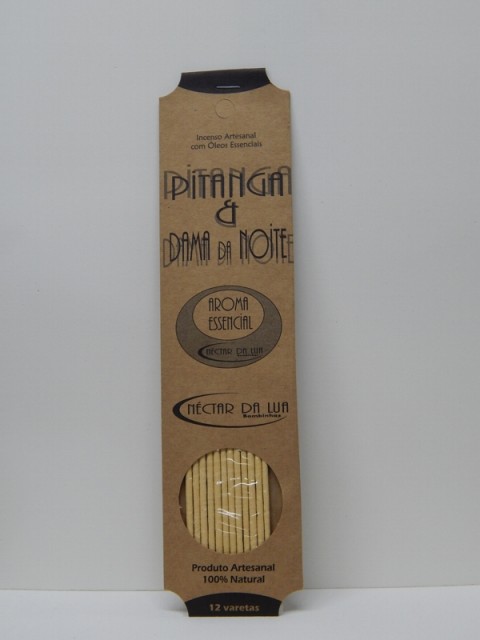 Incenso Artesanal
com Óleos Essenciais
PITANGA
&
DAMA DA NOITE
AROMA
ESSENCIAL
NÉCTAR DA LUA
NÉCTAR DA LUA
Bombinhas
Produto Artesanal
100% Natural
12 varetas